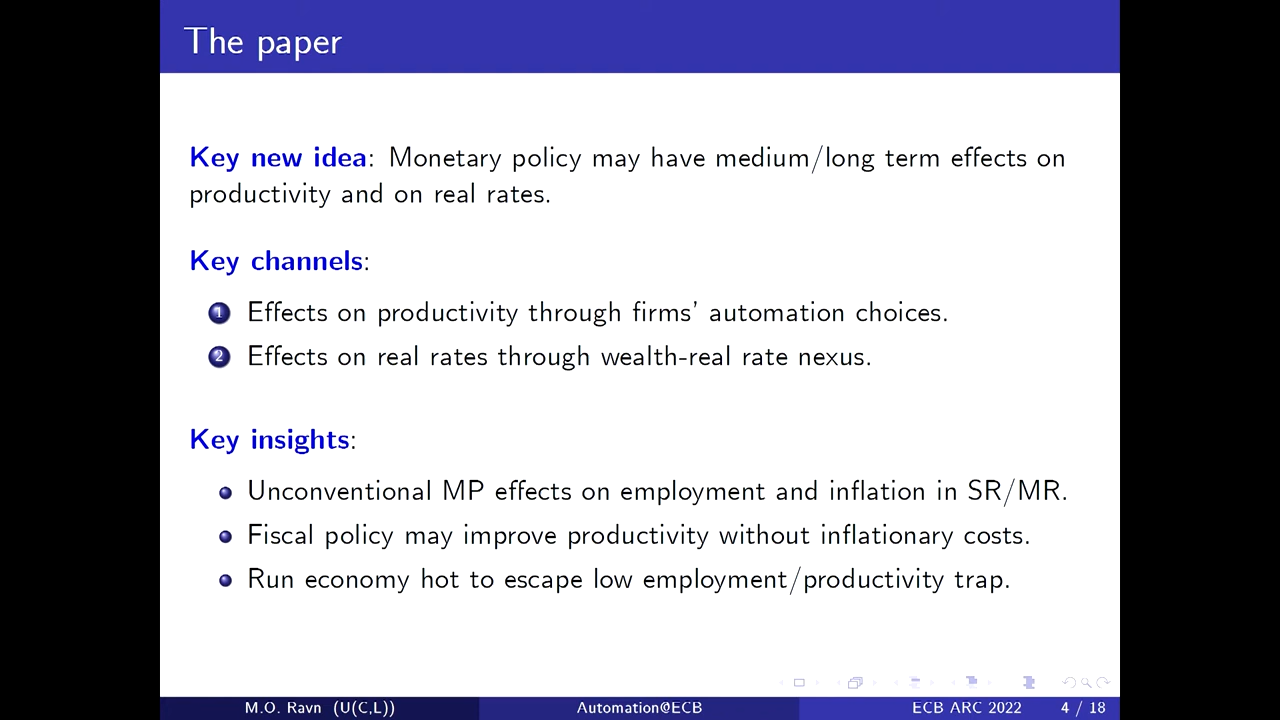 The paper
Key new idea: Monetary policy may have medium/long term effects on
productivity and on real rates.
Key channels:
1 Effects on productivity through firms’ automation choices.
2 Effects on real rates through wealth-real rate nexus.
Key insights:
Unconventional MP effects on employment and inflation in SR/MR.
Fiscal policy may improve productivity without inflationary costs.
Run economy hot to escape low employment/productivity trap.
M.O. Ravn (U(C,L)) Automation@ECB ECB ARC 2022 4 / 18